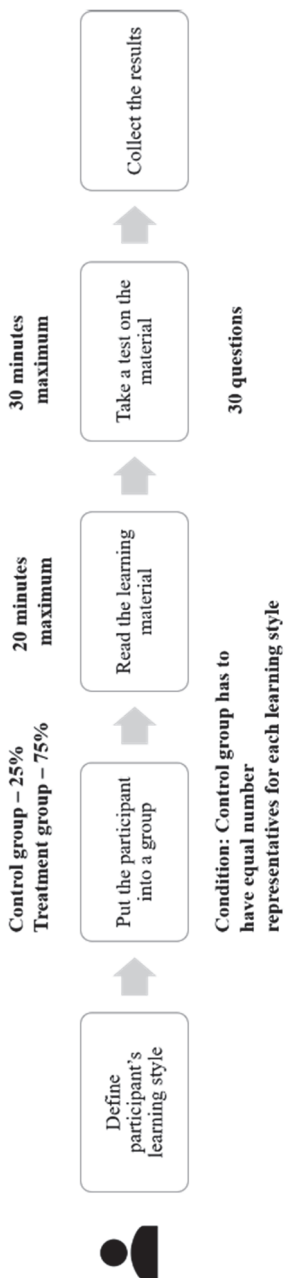 Define
participant's
learning style
Control group – 25%
Treatment group – 75%
Put the participant
into a group
Condition: Control group has to
have equal number
representatives for each learning style
20 minutes
maximum
Read the learning
material
30 minutes
maximum
Take a test on the
material
30 questions
Collect the results